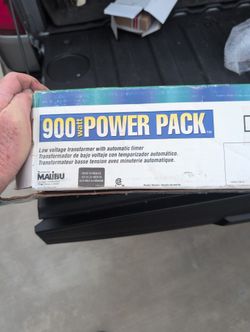 900 watt POWER PACK
Low voltage transformer with automatic timer
Transformador de bajo voltaje con temporizador automático.
Transformateur basse tension avec minuterie automatique.
MALIBU